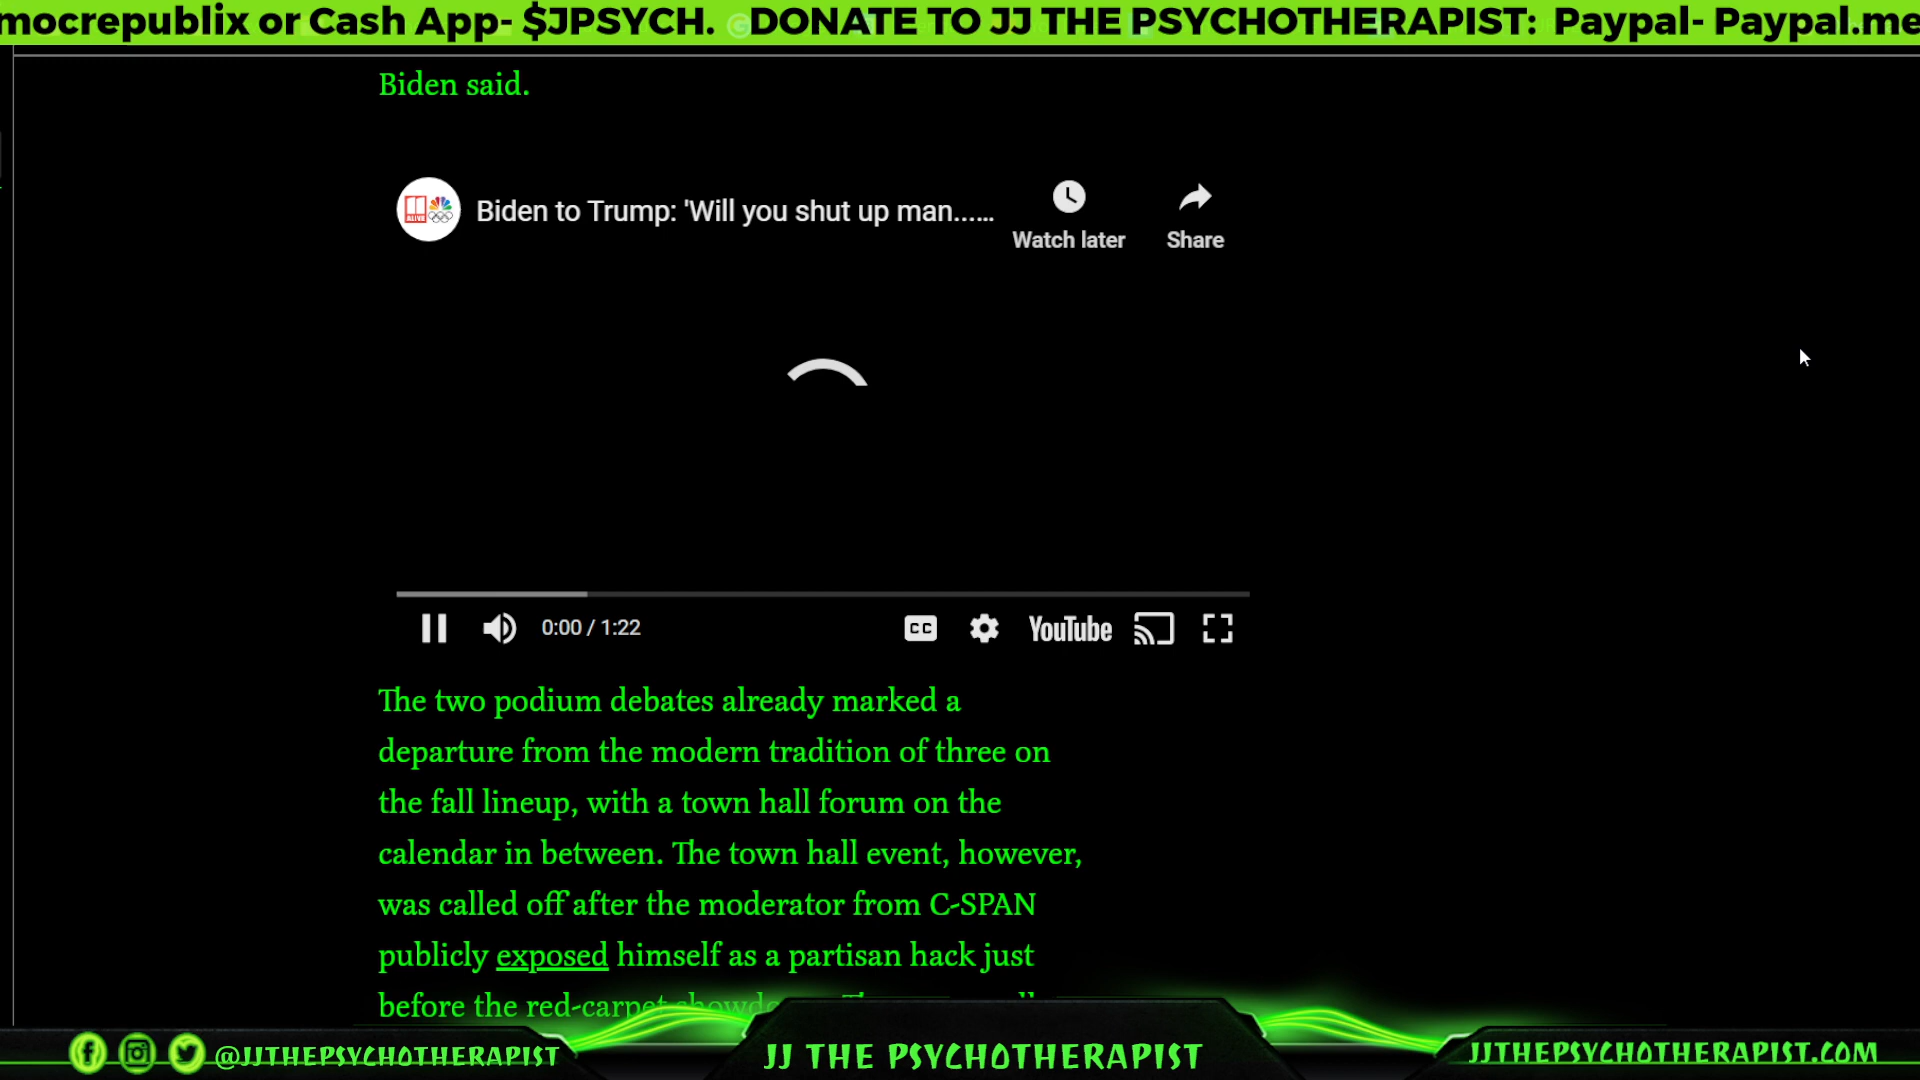 mocrepublix or Cash App- $JPSYCH. DONATE TO JJ THE PSYCHOTHERAPIST: Paypal- Paypal.me
Biden said.
Biden to Trump: 'Will you shut up man......
Watch later
Share
0:00 / 1:22
CC
YouTube
The two podium debates already marked a
departure from the modern tradition of three on
the fall lineup, with a town hall forum on the
calendar in between. The town hall event, however,
was called off after the moderator from C-SPAN
publicly exposed himself as a partisan hack just
before the red-carpet
@JJTHEPSYCHOTHERAPIST
JJ THE PSYCHOTHERAPIST
JJTHEPSYCHOTHERAPIST.COM